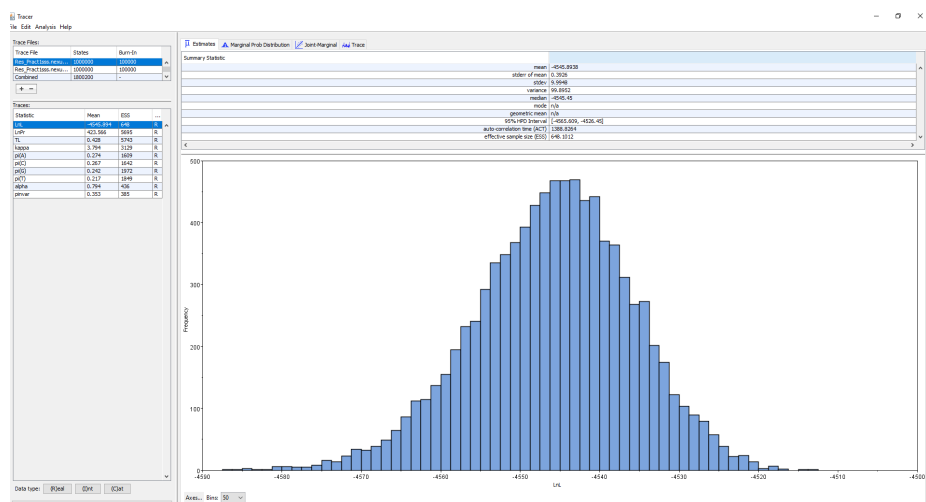 Tracer
File Edit Analysis Help
Trace Files:
Trace File States Burn-In
Res_Practisss.nexu... 1000000 100000
Res_Practisss.nexu... 1000000 100000
Combined 1800200 -
+ -
Traces:
Statistic Mean ESS ...
LnL -4545.894 648 R
LnPr 423.566 5695 R
TL 0.428 5743 R
kappa 3.794 3129 R
pi(A) 0.274 1609 R
pi(C) 0.267 1642 R
pi(G) 0.242 1972 R
pi(T) 0.217 1849 R
alpha 0.794 436 R
pinvar 0.353 385 R
Data type: (R)eal (I)nt (C)at
Estimates Marginal Prob Distribution Joint-Marginal Trace
Summary Statistic
mean -4545.8938
stderr of mean 0.3926
stdev 9.9948
variance 99.8952
median -4545.45
mode n/a
geometric mean n/a
95% HPD Interval [-4565.609, -4526.45]
auto-correlation time (ACT) 1388.8264
effective sample size (ESS) 648.1012
500
400
300
200
100
0
Frequency
-4590 -4580 -4570 -4560 -4550 -4540 -4530 -4520 -4510 -4500
LnL
Axes... Bins: 50